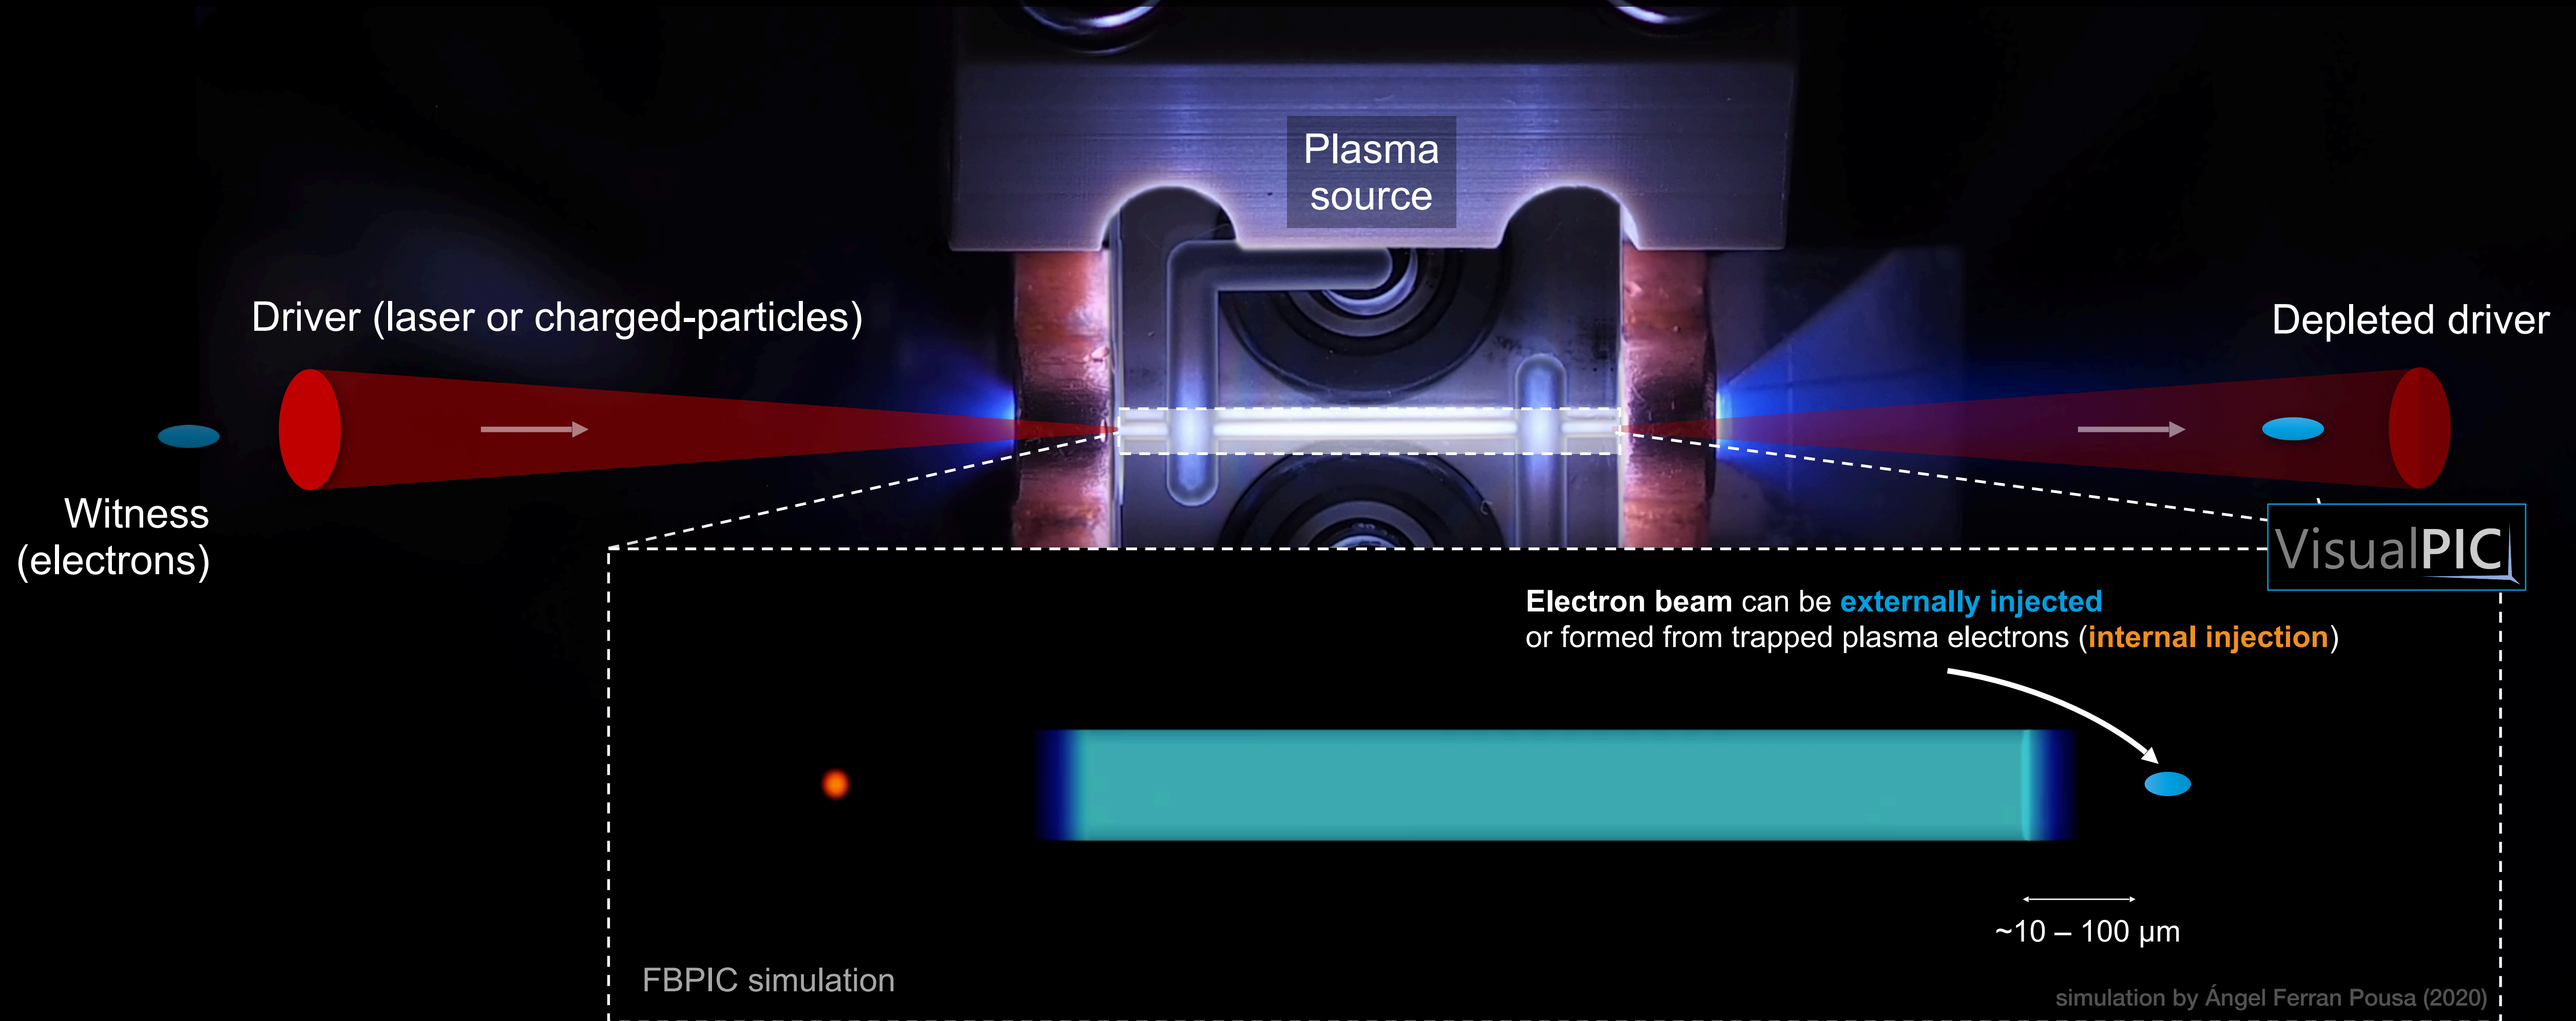 Plasma
source
Driver (laser or charged-particles)
Depleted driver
Witness
(electrons)
VisualPIC
Electron beam can be externally injected
or formed from trapped plasma electrons (internal injection)
~10 – 100 µm
FBPIC simulation
simulation by Ángel Ferran Pousa (2020)